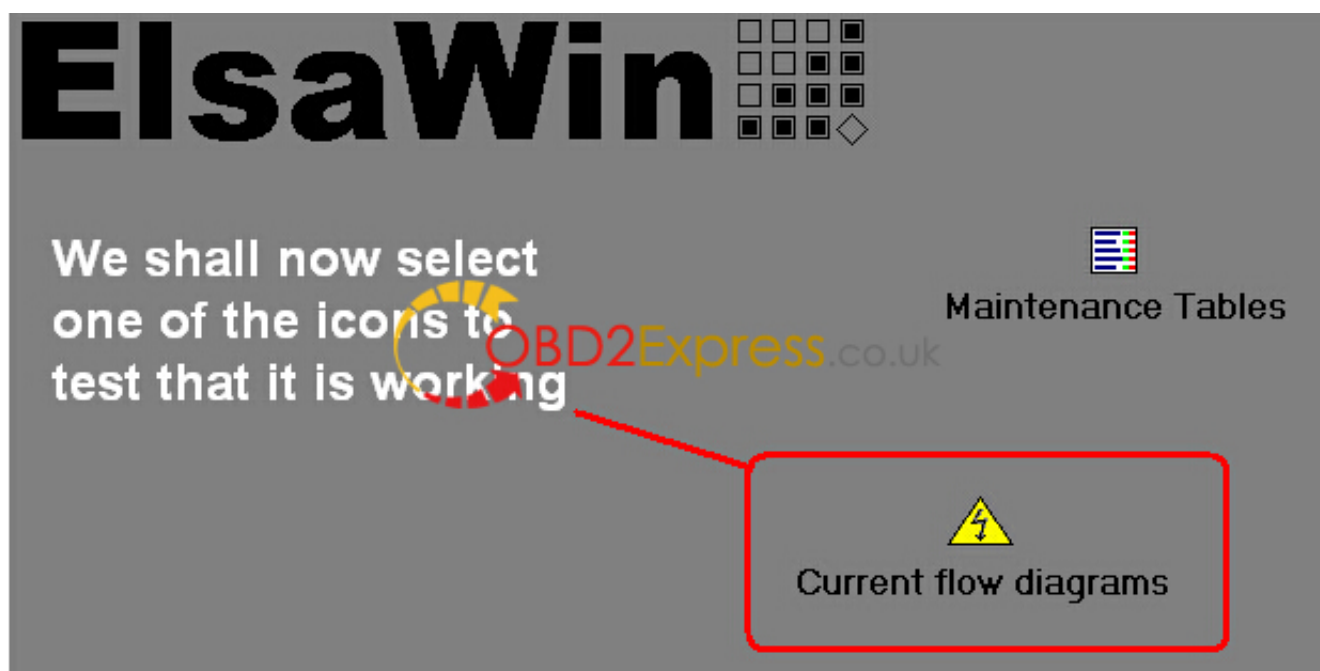 ElsaWin
We shall now select
one of the icons to
test that it is working
OBD2Express.co.uk
Maintenance Tables
Current flow diagrams